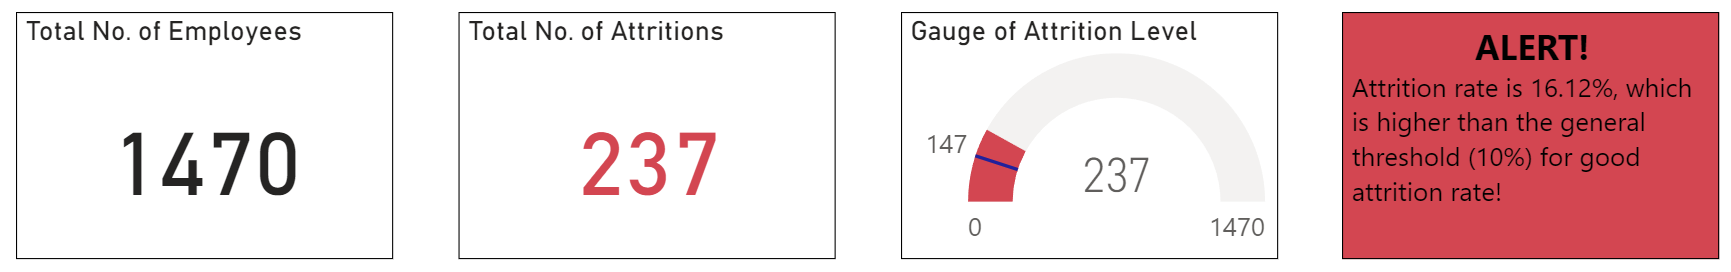 Total No. of Employees
1470
Total No. of Attritions
237
Gauge of Attrition Level
147
237
0
1470
ALERT!
Attrition rate is 16.12%, which
is higher than the general
threshold (10%) for good
attrition rate!